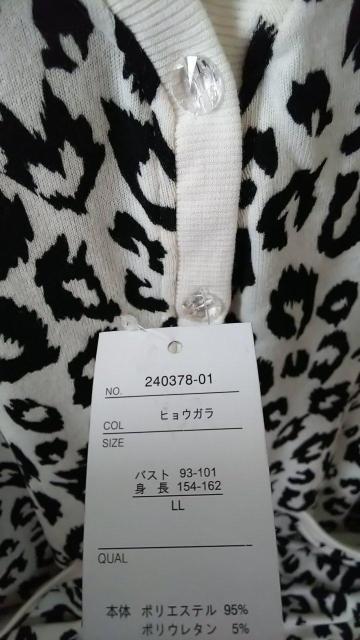 NO. 240378-01
COL ヒョウガラ
SIZE
バスト 93-101
身 長 154-162
LL
QUAL
本体 ポリエステル 95%
ポリウレタン 5%